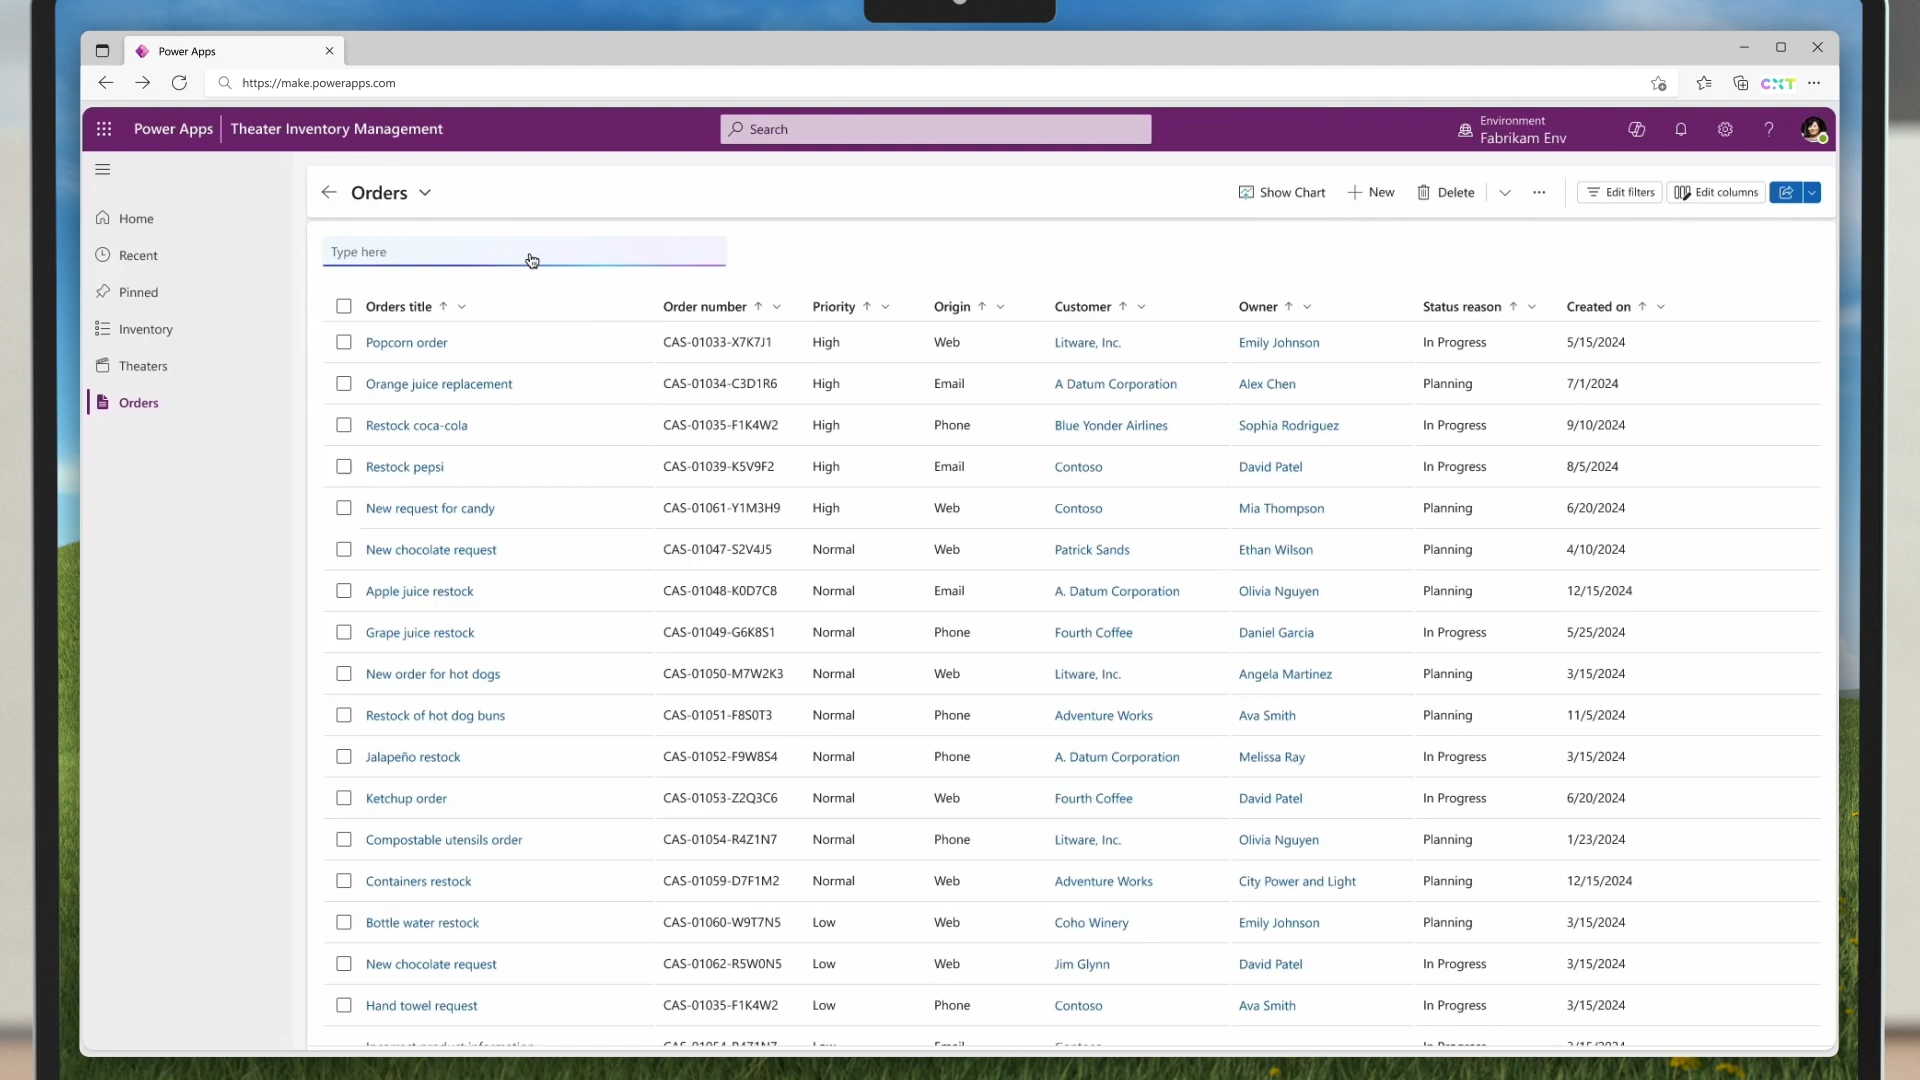 Power Apps
https://make.powerapps.com
CXT
Power Apps Theater Inventory Management Search Environment Fabrikam Env ?
Home
Recent
Pinned
Inventory
Theaters
Orders
Orders Show Chart New Delete Edit filters Edit columns
Type here
Orders title Order number Priority Origin Customer Owner Status reason Created on
Popcorn order CAS-01033-X7K7J1 High Web Litware, Inc. Emily Johnson In Progress 5/15/2024
Orange juice replacement CAS-01034-C3D1R6 High Email A Datum Corporation Alex Chen Planning 7/1/2024
Restock coca-cola CAS-01035-F1K4W2 High Phone Blue Yonder Airlines Sophia Rodriguez In Progress 9/10/2024
Restock pepsi CAS-01039-K5V9F2 High Email Contoso David Patel In Progress 8/5/2024
New request for candy CAS-01061-Y1M3H9 High Web Contoso Mia Thompson Planning 6/20/2024
New chocolate request CAS-01047-S2V4J5 Normal Web Patrick Sands Ethan Wilson Planning 4/10/2024
Apple juice restock CAS-01048-K0D7C8 Normal Email A. Datum Corporation Olivia Nguyen Planning 12/15/2024
Grape juice restock CAS-01049-G6K8S1 Normal Phone Fourth Coffee Daniel Garcia In Progress 5/25/2024
New order for hot dogs CAS-01050-M7W2K3 Normal Web Litware, Inc. Angela Martinez Planning 3/15/2024
Restock of hot dog buns CAS-01051-F8S0T3 Normal Phone Adventure Works Ava Smith Planning 11/5/2024
Jalapeño restock CAS-01052-F9W8S4 Normal Phone A. Datum Corporation Melissa Ray In Progress 3/15/2024
Ketchup order CAS-01053-Z2Q3C6 Normal Web Fourth Coffee David Patel In Progress 6/20/2024
Compostable utensils order CAS-01054-R4Z1N7 Normal Phone Litware, Inc. Olivia Nguyen Planning 1/23/2024
Containers restock CAS-01059-D7F1M2 Normal Web Adventure Works City Power and Light Planning 12/15/2024
Bottle water restock CAS-01060-W9T7N5 Low Web Coho Winery Emily Johnson Planning 3/15/2024
New chocolate request CAS-01062-R5W0N5 Low Web Jim Glynn David Patel In Progress 3/15/2024
Hand towel request CAS-01035-F1K4W2 Low Phone Contoso Ava Smith In Progress 3/15/2024